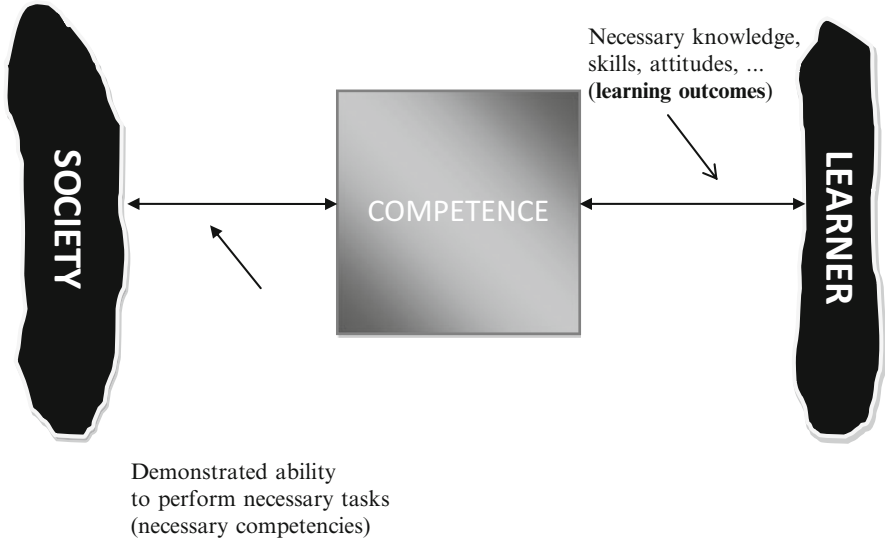 Necessary knowledge,
skills, attitudes, ...
(learning outcomes)
SOCIETY
COMPETENCE
LEARNER
Demonstrated ability
to perform necessary tasks
(necessary competencies)